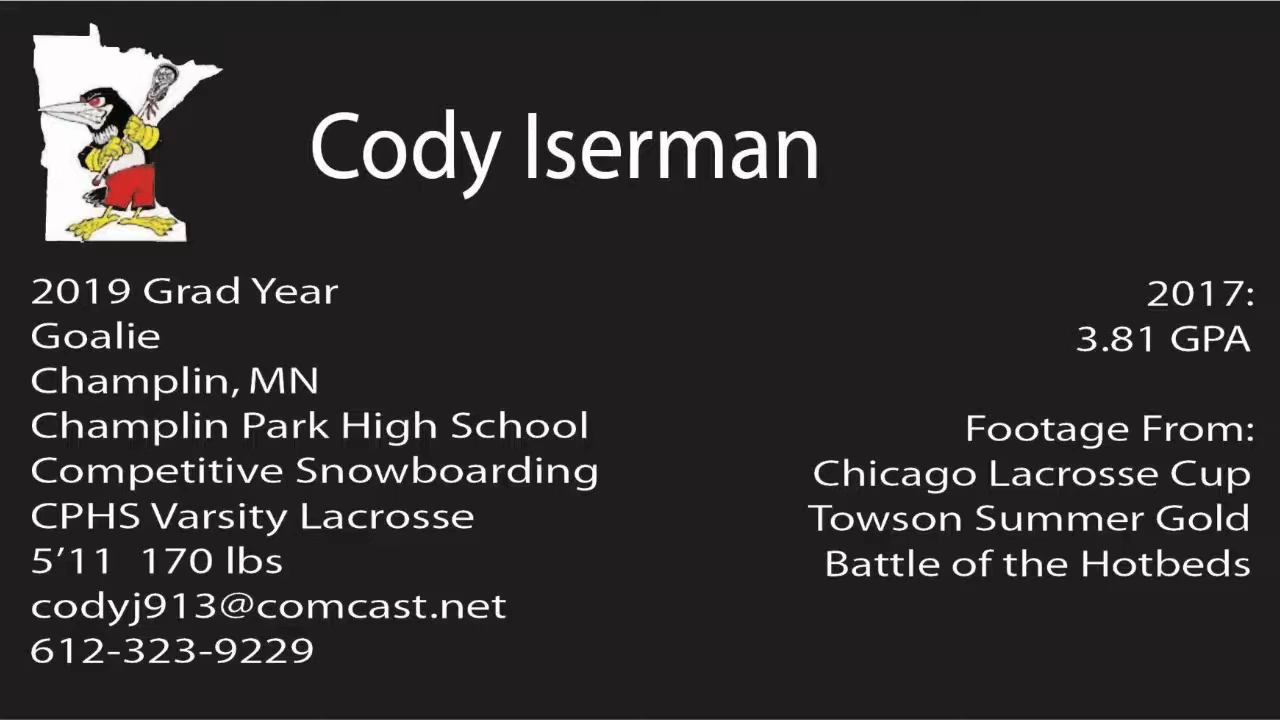 Cody Iserman
2019 Grad Year
Goalie
Champlin, MN
Champlin Park High School
Competitive Snowboarding
CPHS Varsity Lacrosse
5’11  170 lbs
codyj913@comcast.net
612-323-9229
2017:
3.81 GPA
Footage From:
Chicago Lacrosse Cup
Towson Summer Gold
Battle of the Hotbeds